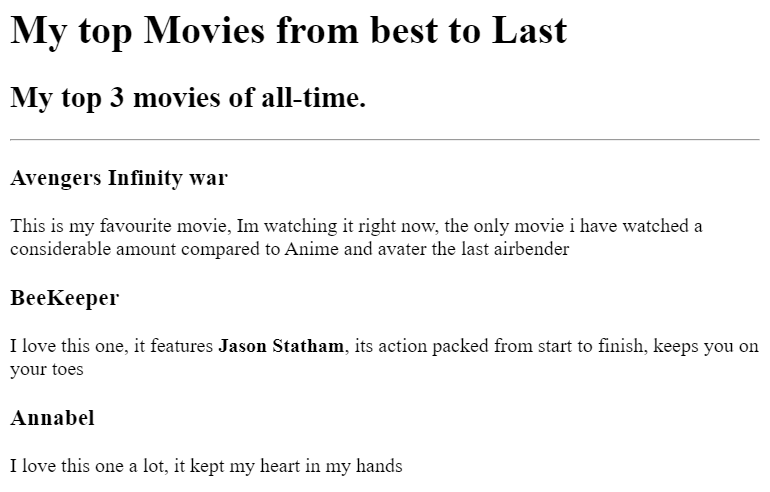 My top Movies from best to Last
My top 3 movies of all-time.
Avengers Infinity war
This is my favourite movie, Im watching it right now, the only movie i have watched a
considerable amount compared to Anime and avater the last airbender
BeeKeeper
I love this one, it features Jason Statham, its action packed from start to finish, keeps you on
your toes
Annabel
I love this one a lot, it kept my heart in my hands